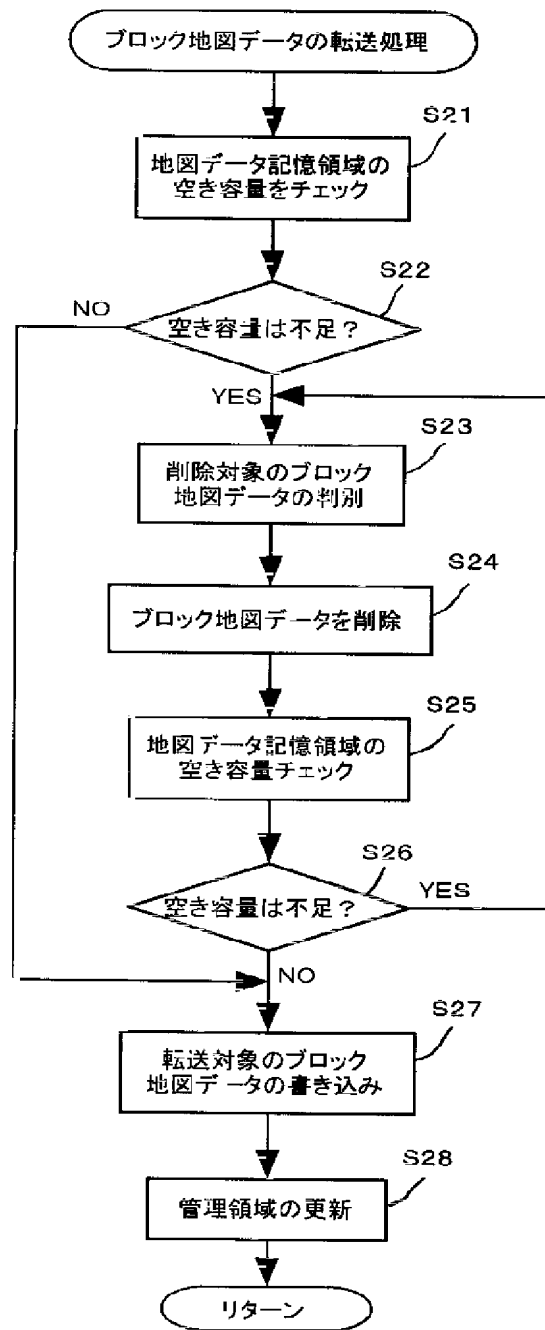 ブロック地図データの転送処理
S21
地図データ記憶領域の
空き容量をチェック
S22
NO
空き容量は不足?
YES
S23
削除対象のブロック
地図データの判別
S24
ブロック地図データを削除
S25
地図データ記憶領域の
空き容量チェック
S26
空き容量は不足?
YES
NO
S27
転送対象のブロック
地図データの書き込み
S28
管理領域の更新
リターン